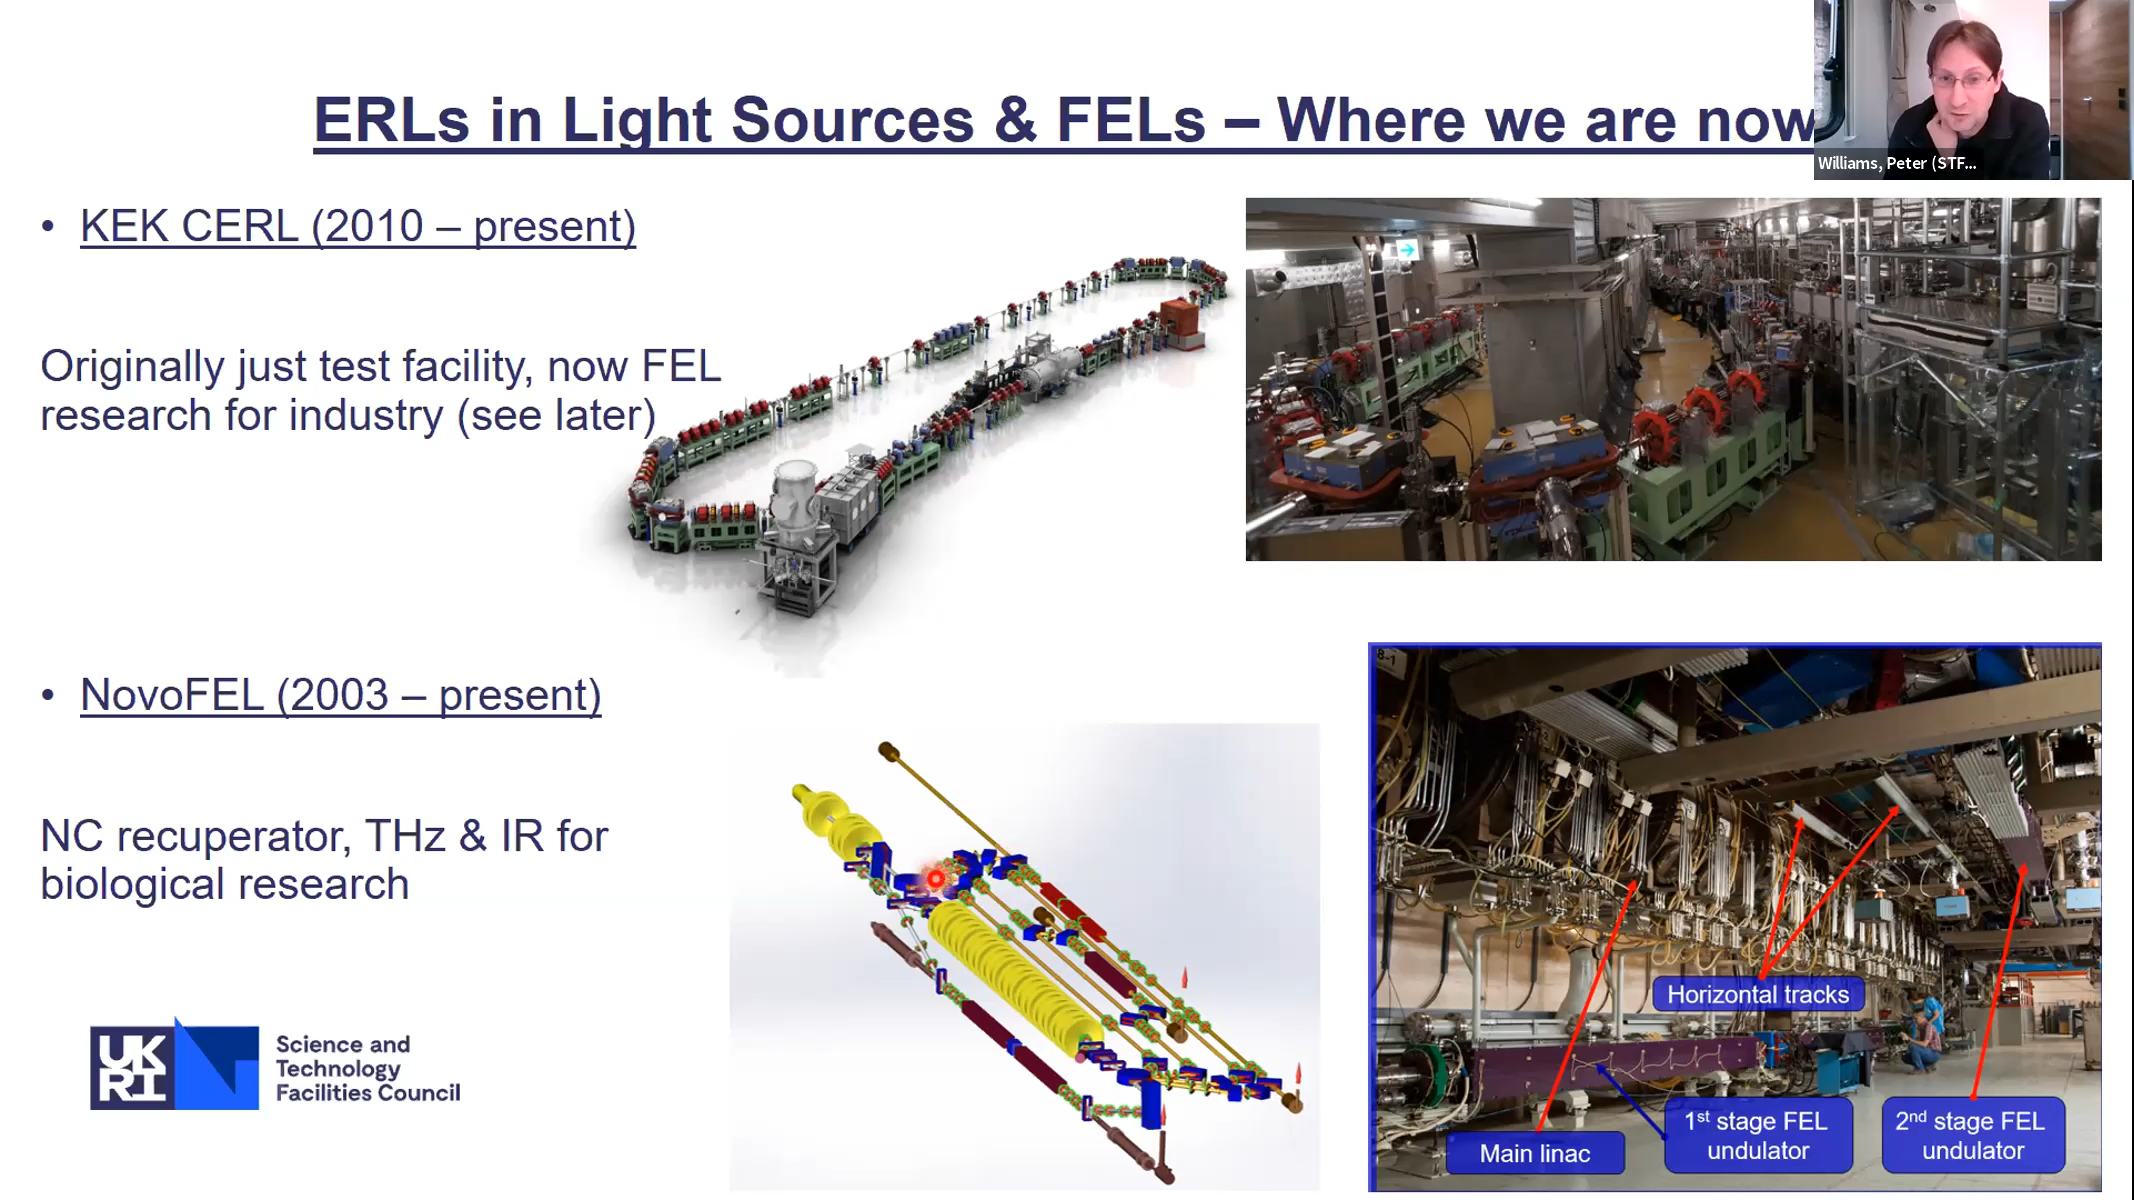 ERLs in Light Sources & FELs – Where we are now
Williams, Peter (STF...
• KEK CERL (2010 – present)
Originally just test facility, now FEL
research for industry (see later)
• NovoFEL (2003 – present)
NC recuperator, THz & IR for
biological research
8-1
Horizontal tracks
Main linac
1st stage FEL
undulator
2nd stage FEL
undulator
UK
RI
Science and
Technology
Facilities Council